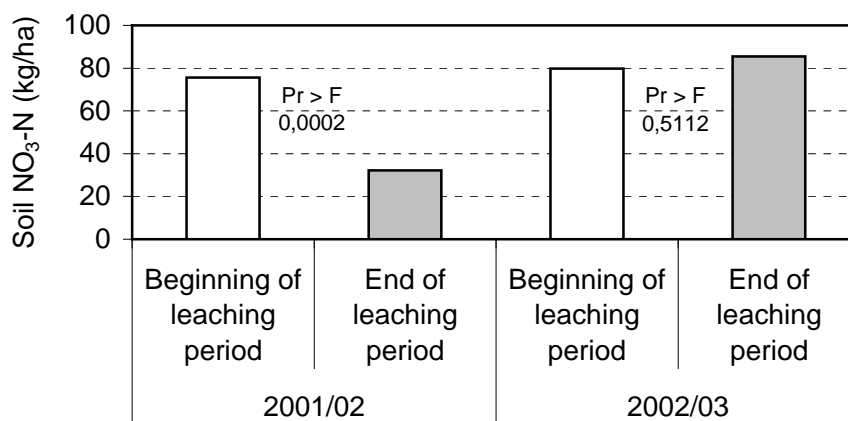 Soil NO₃-N (kg/ha)
100
80
60
40
20
0
Pr > F
0,0002
Pr > F
0,5112
Beginning of
leaching
period
End of
leaching
period
Beginning of
leaching
period
End of
leaching
period
2001/02
2002/03